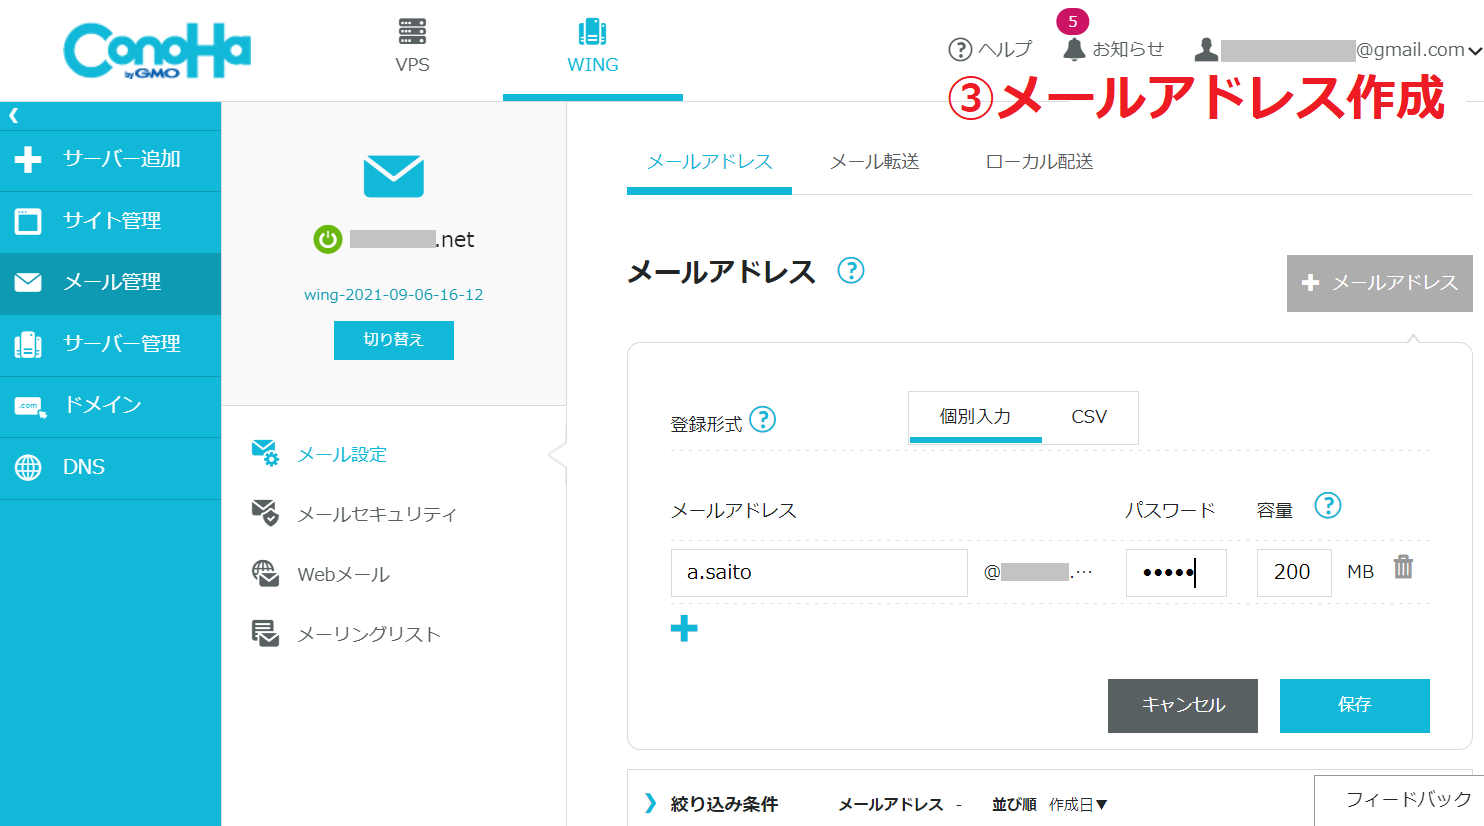 ConoHa
by GMO
VPS
WING
ヘルプ
5
お知らせ
@gmail.com
③メールアドレス作成
サーバー追加
サイト管理
メール管理
サーバー管理
.com
ドメイン
DNS
.net
wing-2021-09-06-16-12
切り替え
メール設定
メールセキュリティ
Webメール
メーリングリスト
メールアドレス メール転送 ローカル配送
メールアドレス ?
+ メールアドレス
登録形式 ? 個別入力 CSV
メールアドレス パスワード 容量 ?
a.saito @ .… ••••• 200 MB
キャンセル 保存
絞り込み条件 メールアドレス - 並び順 作成日▼
フィードバック